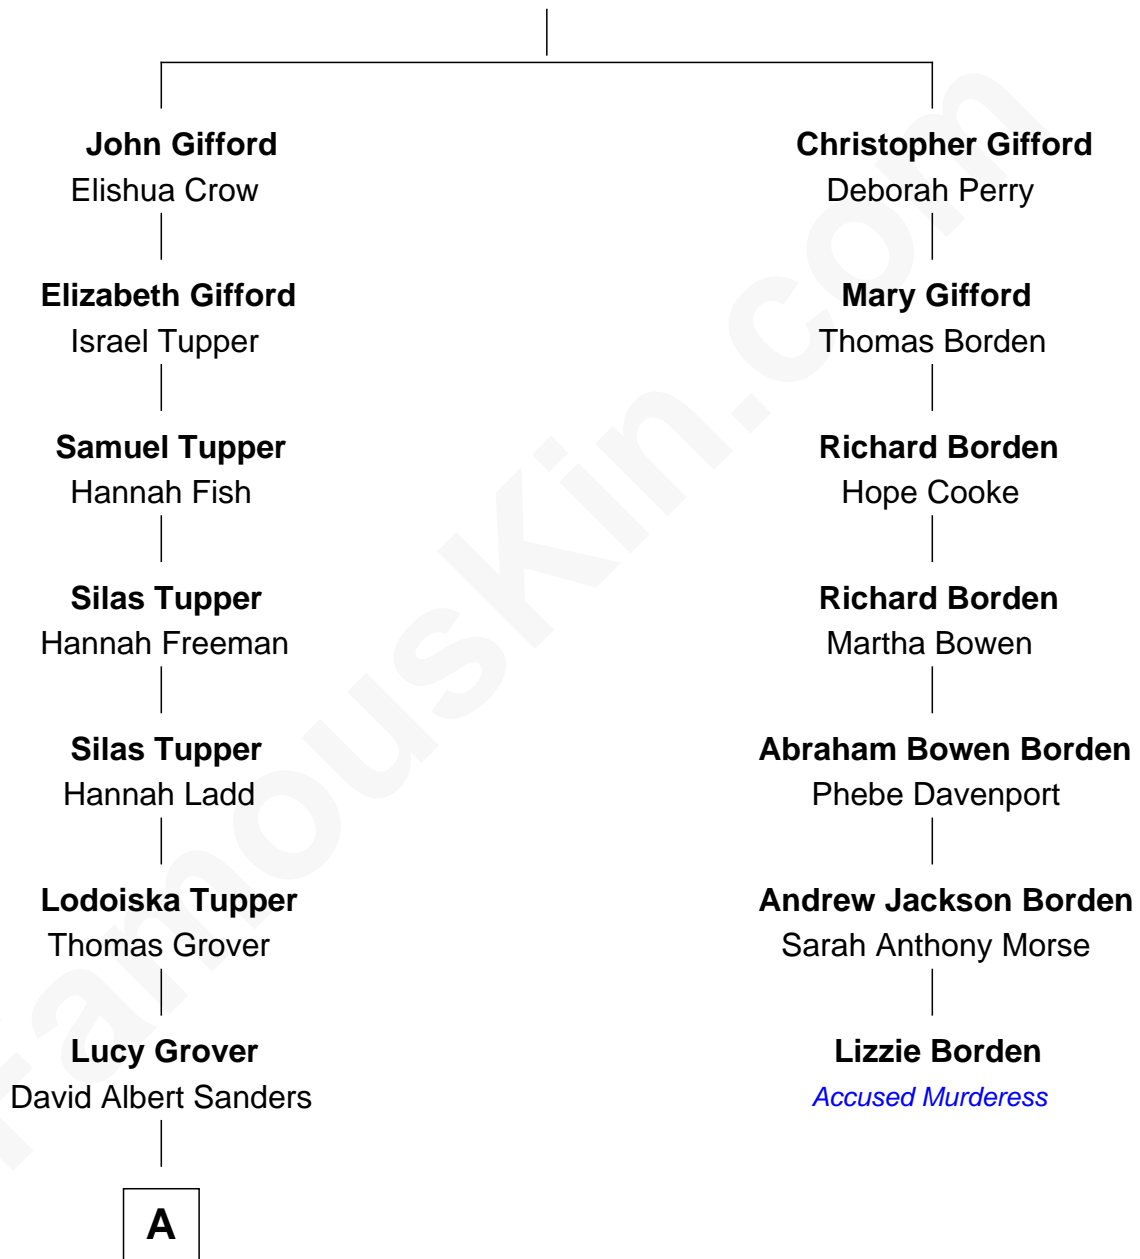 John Gifford
Elishua Crow
Elizabeth Gifford
Israel Tupper
Samuel Tupper
Hannah Fish
Silas Tupper
Hannah Freeman
Silas Tupper
Hannah Ladd
Lodoiska Tupper
Thomas Grover
Lucy Grover
David Albert Sanders
A
Christopher Gifford
Deborah Perry
Mary Gifford
Thomas Borden
Richard Borden
Hope Cooke
Richard Borden
Martha Bowen
Abraham Bowen Borden
Phebe Davenport
Andrew Jackson Borden
Sarah Anthony Morse
Lizzie Borden
Accused Murderess
FamousKin.com